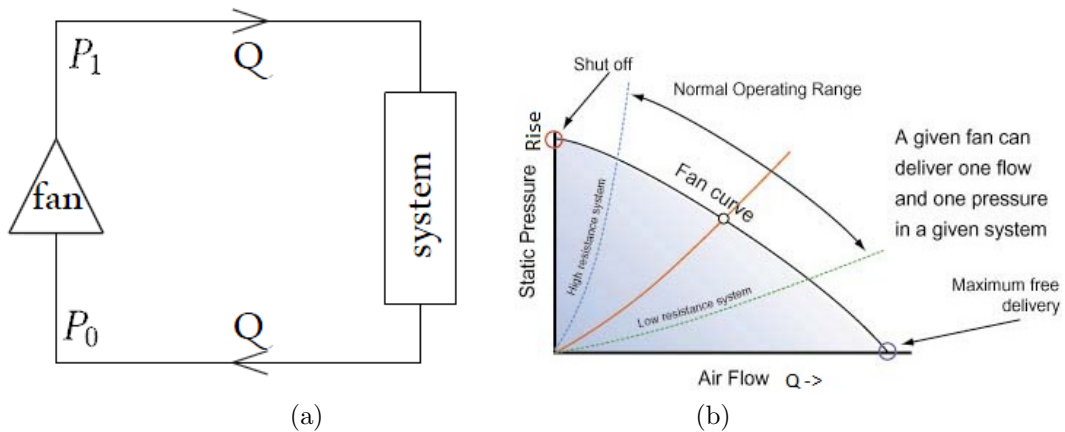 P1
Q
fan
system
P0
Q
(a)
Shut off
Normal Operating Range
Static Pressure Rise
High resistance system
Fan curve
Low resistance system
A given fan can
deliver one flow
and one pressure
in a given system
Maximum free
delivery
Air Flow Q ->
(b)